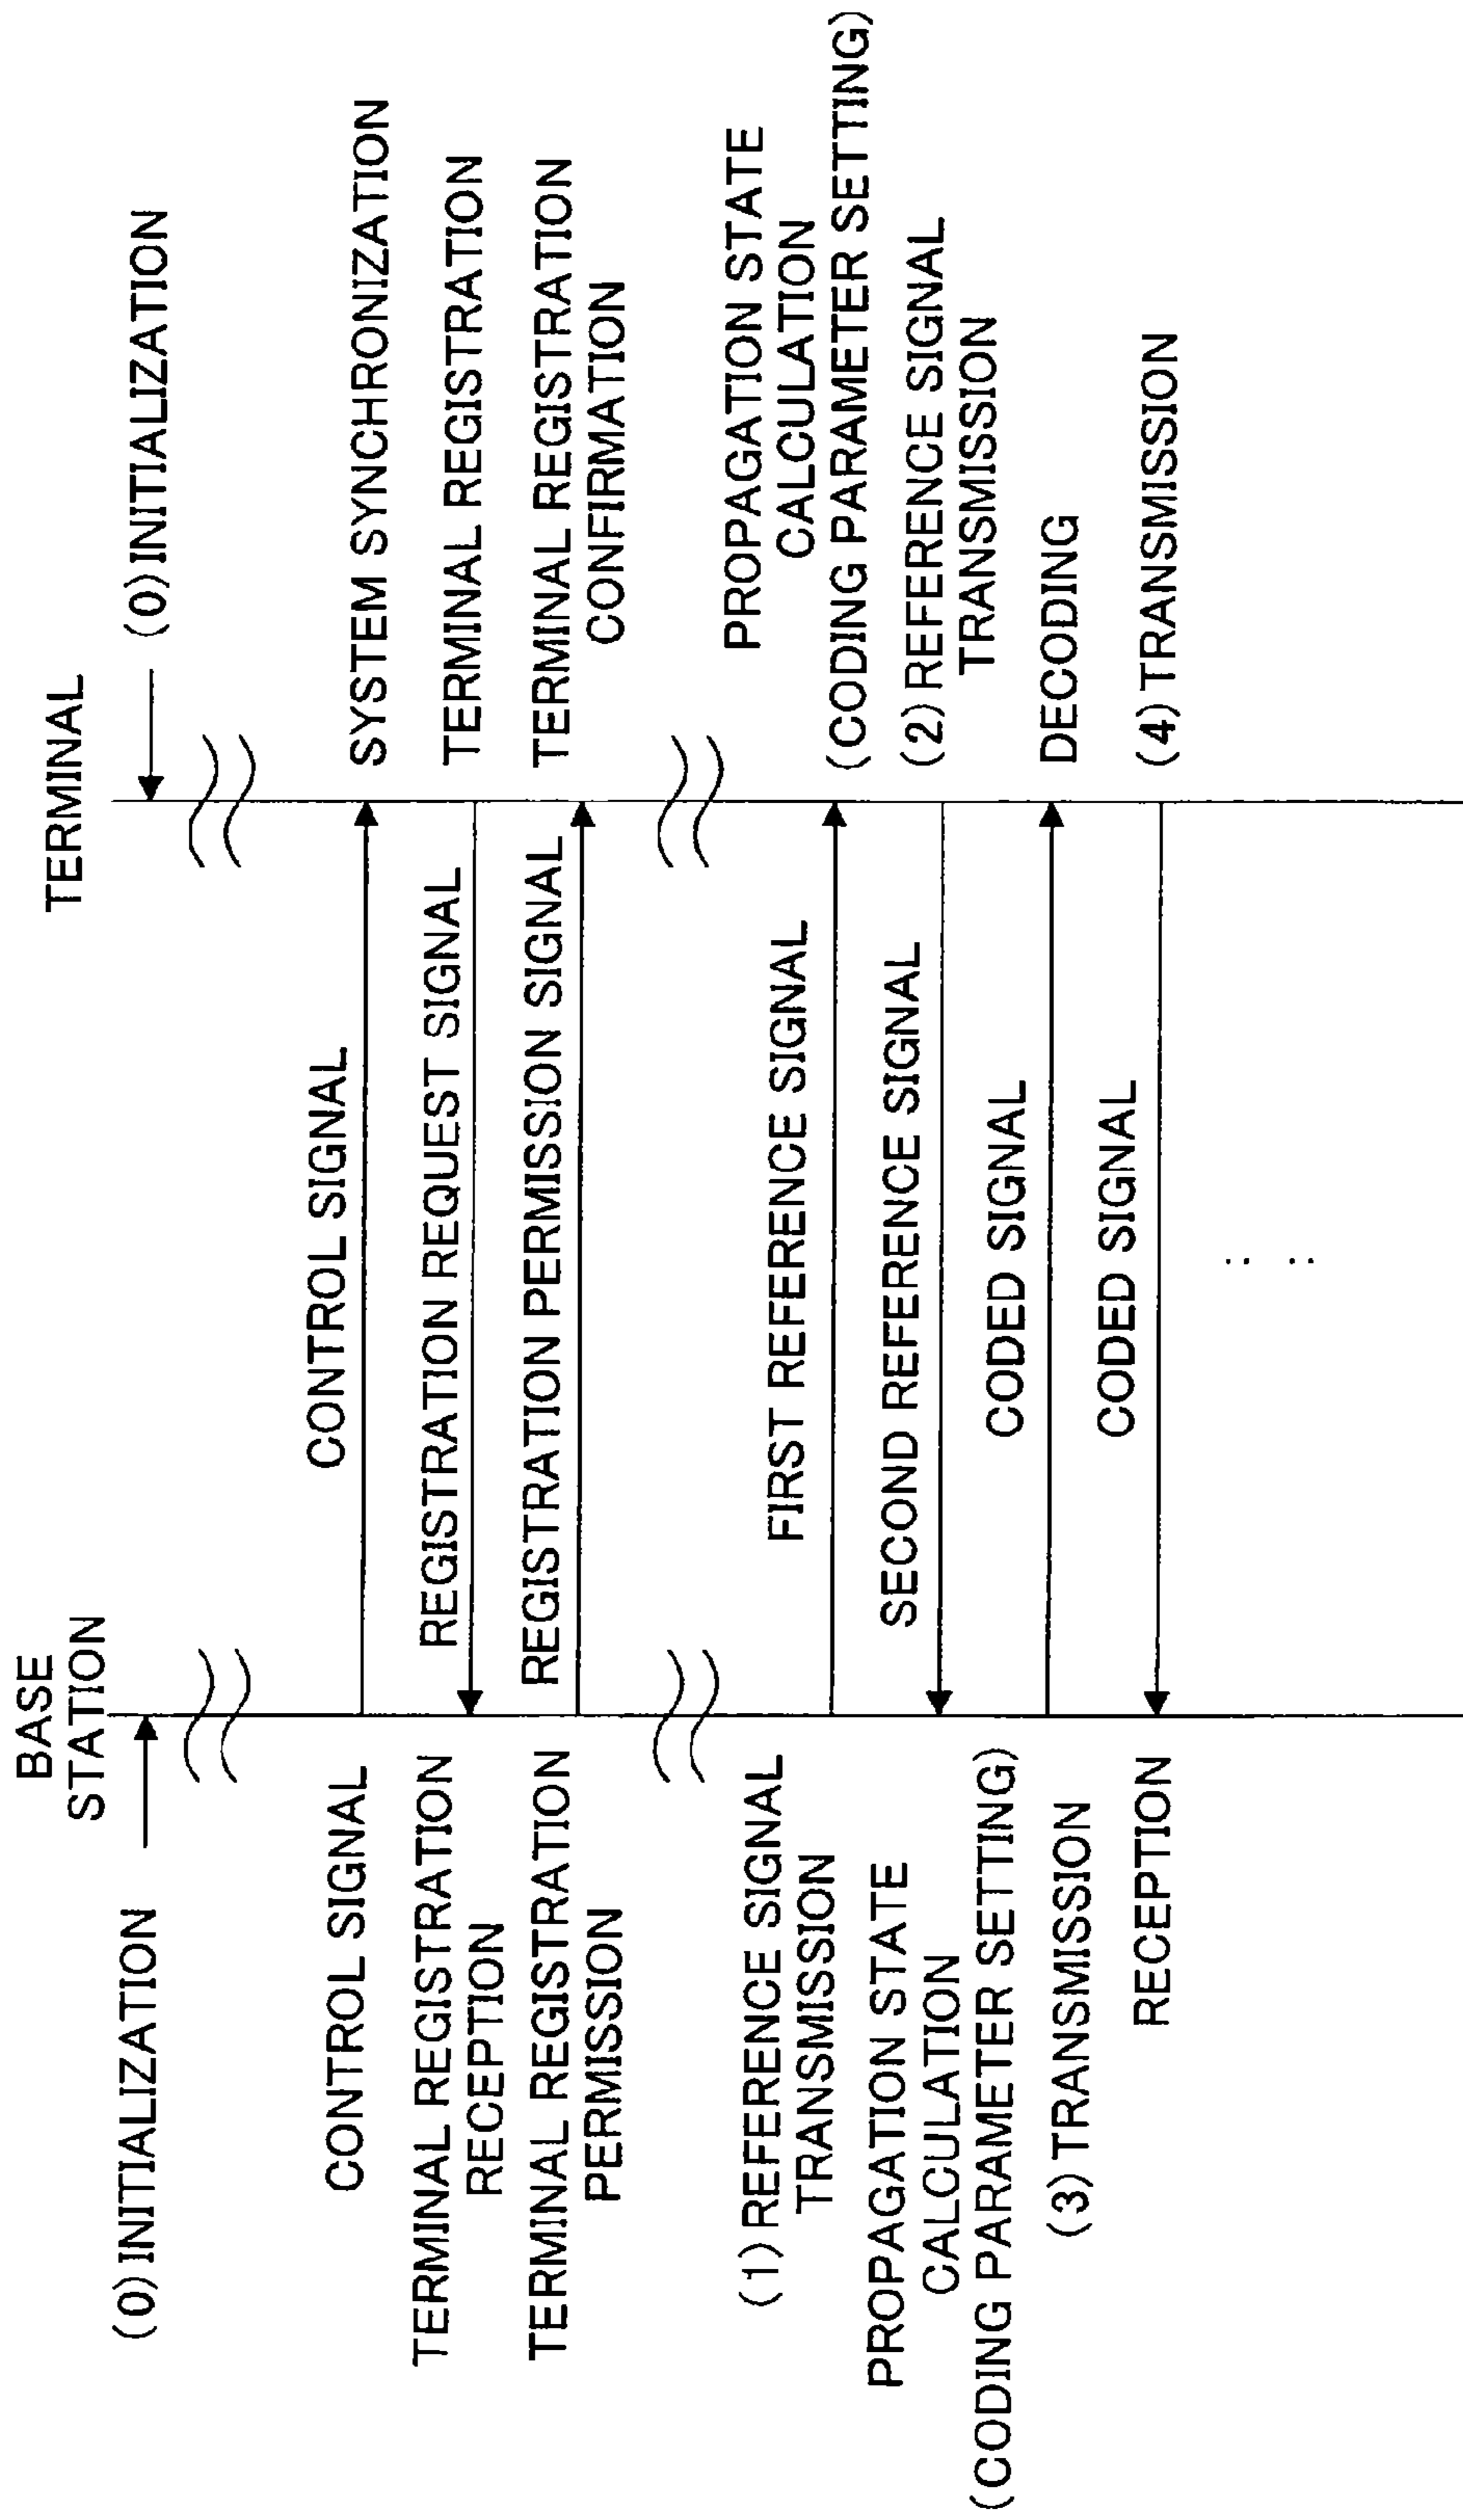 BASE
STATION
TERMINAL
(0) INITIALIZATION
(0) INITIALIZATION
CONTROL SIGNAL
CONTROL SIGNAL
SYSTEM SYNCHRONIZATION
TERMINAL REGISTRATION
RECEPTION
REGISTRATION REQUEST SIGNAL
TERMINAL REGISTRATION
TERMINAL REGISTRATION
PERMISSION
REGISTRATION PERMISSION SIGNAL
TERMINAL REGISTRATION
CONFIRMATION
(1) REFERENCE SIGNAL
TRANSMISSION
FIRST REFERENCE SIGNAL
PROPAGATION STATE
CALCULATION
(CODING PARAMETER SETTING)
PROPAGATION STATE
CALCULATION
(CODING PARAMETER SETTING)
SECOND REFERENCE SIGNAL
(2) REFERENCE SIGNAL
TRANSMISSION
(3) TRANSMISSION
CODED SIGNAL
DECODING
RECEPTION
CODED SIGNAL
(4) TRANSMISSION